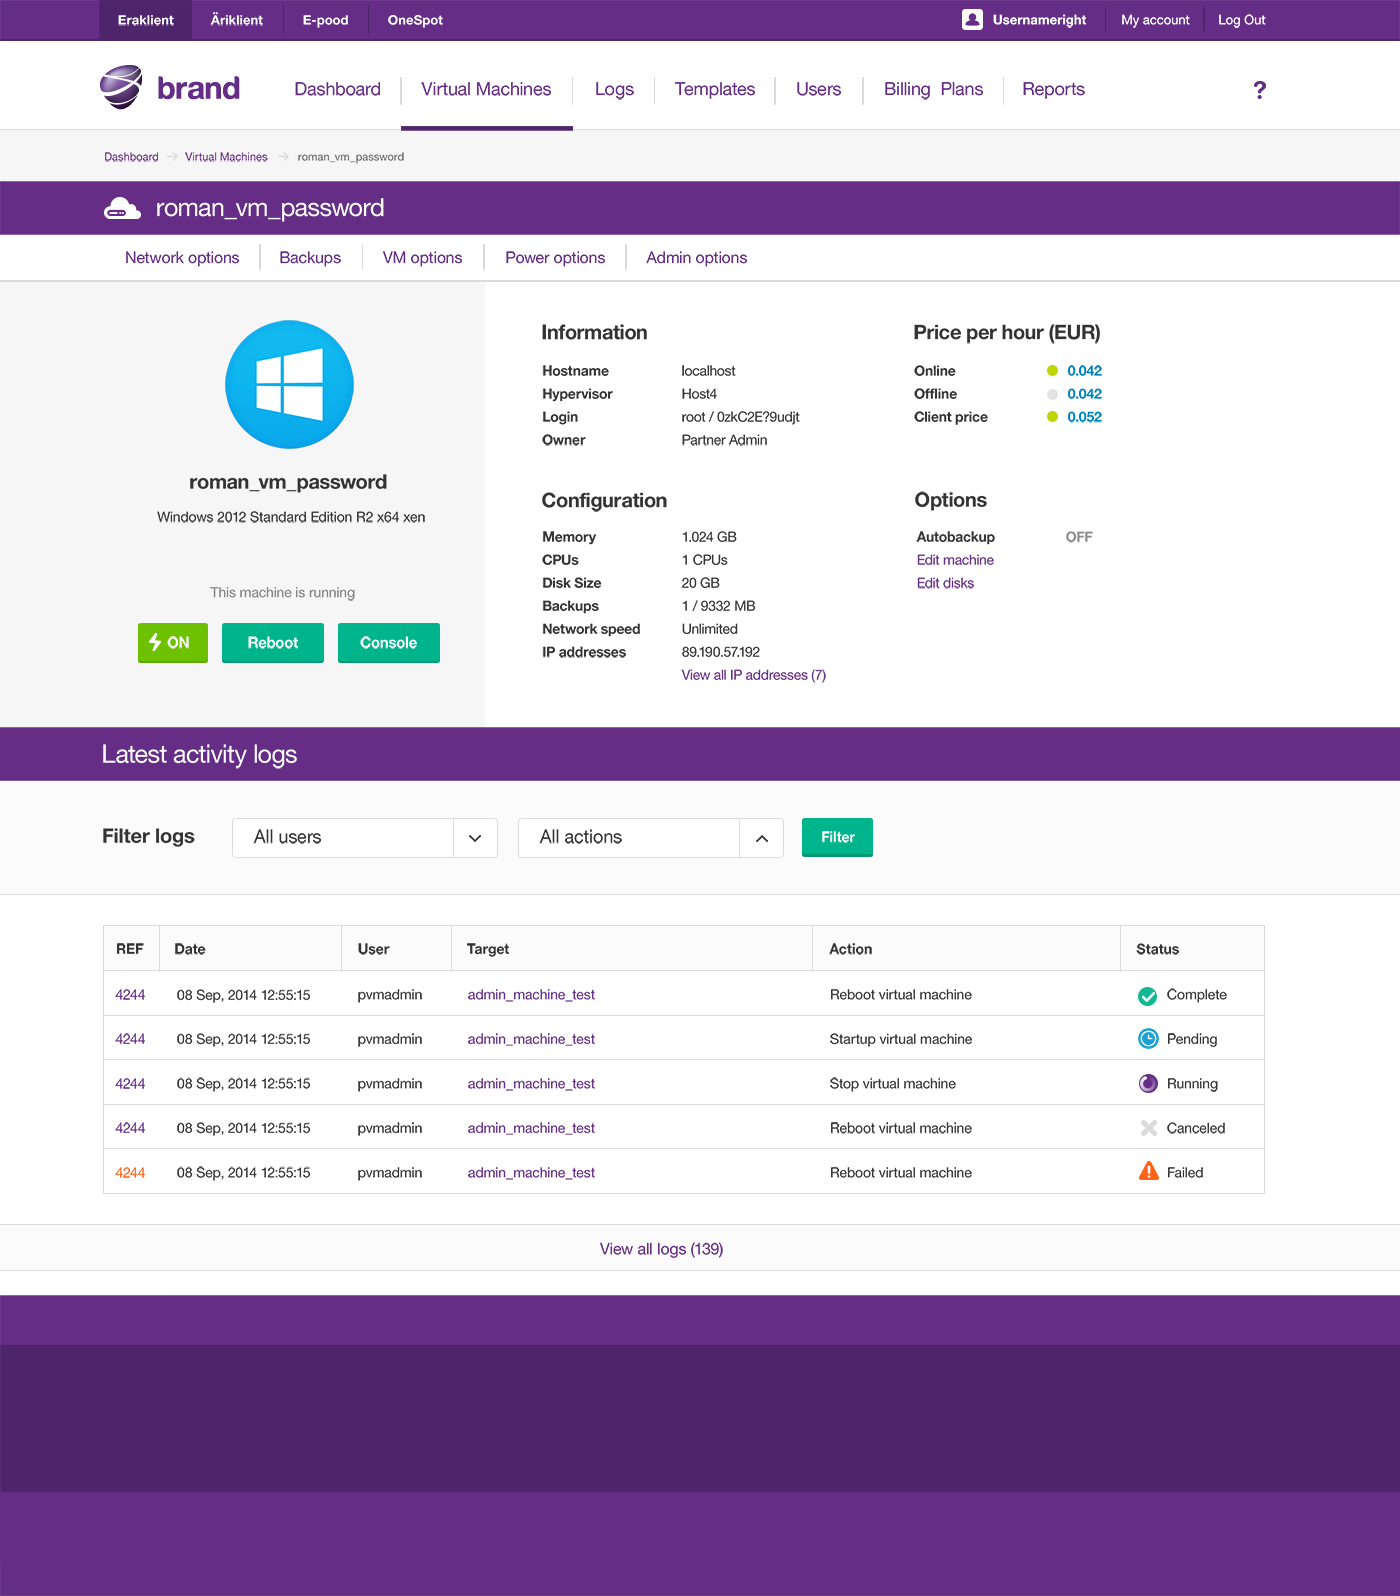 Eraklient Äriklient E-pood OneSpot Usernameright My account Log Out
brand Dashboard Virtual Machines Logs Templates Users Billing Plans Reports ?
Dashboard Virtual Machines roman_vm_password
roman_vm_password
Network options Backups VM options Power options Admin options
roman_vm_password
Windows 2012 Standard Edition R2 x64 xen
This machine is running
ON Reboot Console
Information
Hostname localhost
Hypervisor Host4
Login root / 0zkC2E?9udjt
Owner Partner Admin
Price per hour (EUR)
Online 0.042
Offline 0.042
Client price 0.052
Configuration
Memory 1.024 GB
CPUs 1 CPUs
Disk Size 20 GB
Backups 1 / 9332 MB
Network speed Unlimited
IP addresses 89.190.57.192
View all IP addresses (7)
Options
Autobackup OFF
Edit machine
Edit disks
Latest activity logs
Filter logs All users All actions Filter
REF Date User Target Action Status
4244 08 Sep, 2014 12:55:15 pvmadmin admin_machine_test Reboot virtual machine Complete
4244 08 Sep, 2014 12:55:15 pvmadmin admin_machine_test Startup virtual machine Pending
4244 08 Sep, 2014 12:55:15 pvmadmin admin_machine_test Stop virtual machine Running
4244 08 Sep, 2014 12:55:15 pvmadmin admin_machine_test Reboot virtual machine Canceled
4244 08 Sep, 2014 12:55:15 pvmadmin admin_machine_test Reboot virtual machine Failed
View all logs (139)